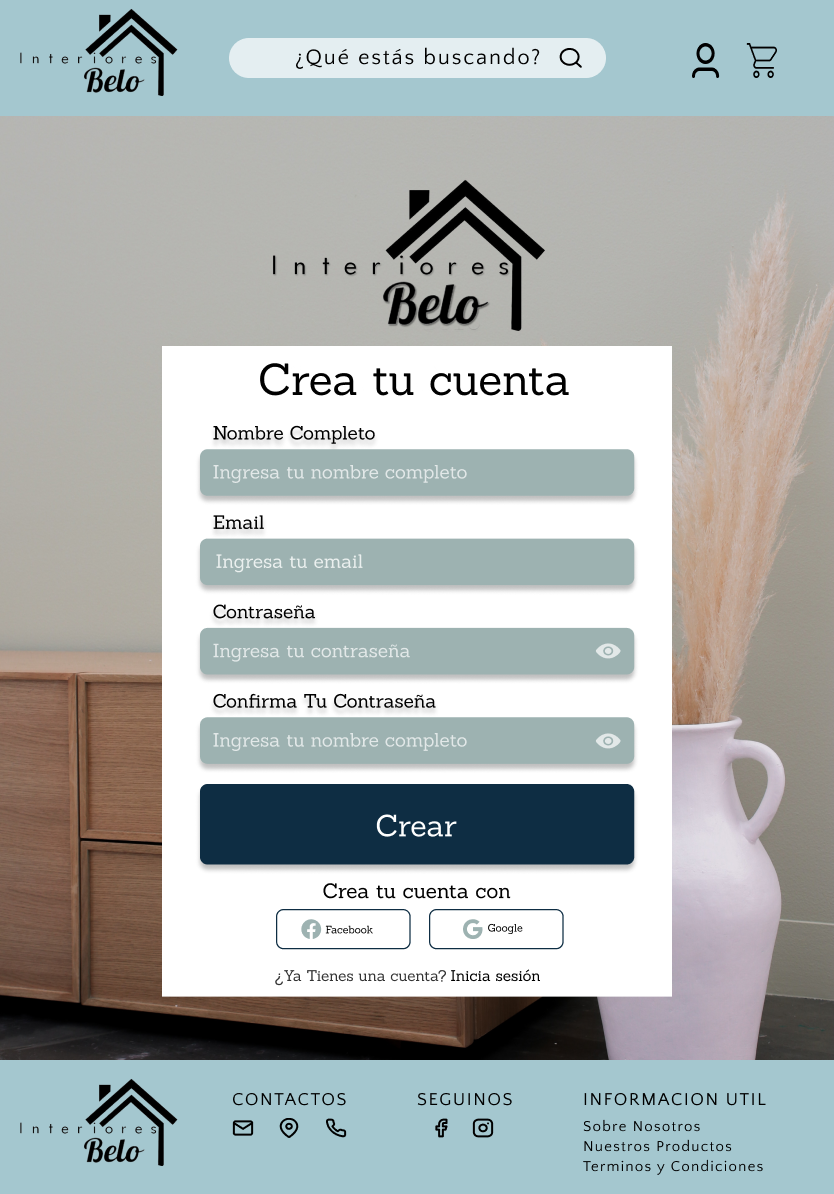 Interiores
Belo
¿Qué estás buscando?
Interiores
Belo
Crea tu cuenta
Nombre Completo
Ingresa tu nombre completo
Email
Ingresa tu email
Contraseña
Ingresa tu contraseña
Confirma Tu Contraseña
Ingresa tu nombre completo
Crear
Crea tu cuenta con
Facebook
Google
¿Ya Tienes una cuenta? Inicia sesión
Interiores
Belo
CONTACTOS
SEGUINOS
INFORMACION UTIL
Sobre Nosotros
Nuestros Productos
Terminos y Condiciones